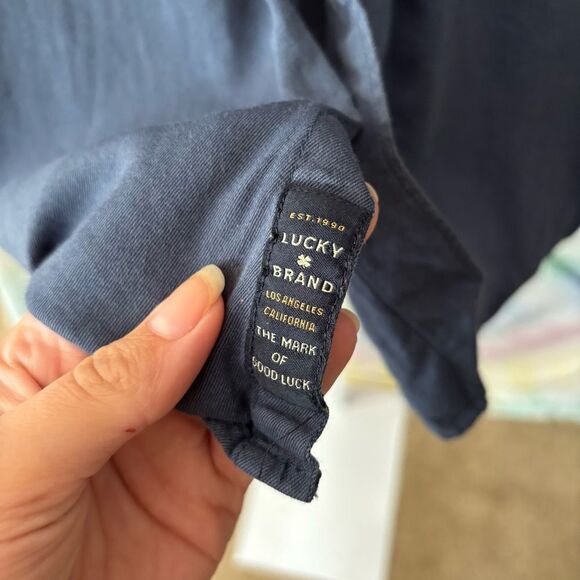 EST. 1990
LUCKY
BRAND
LOS ANGELES
CALIFORNIA
THE MARK
OF
GOOD LUCK